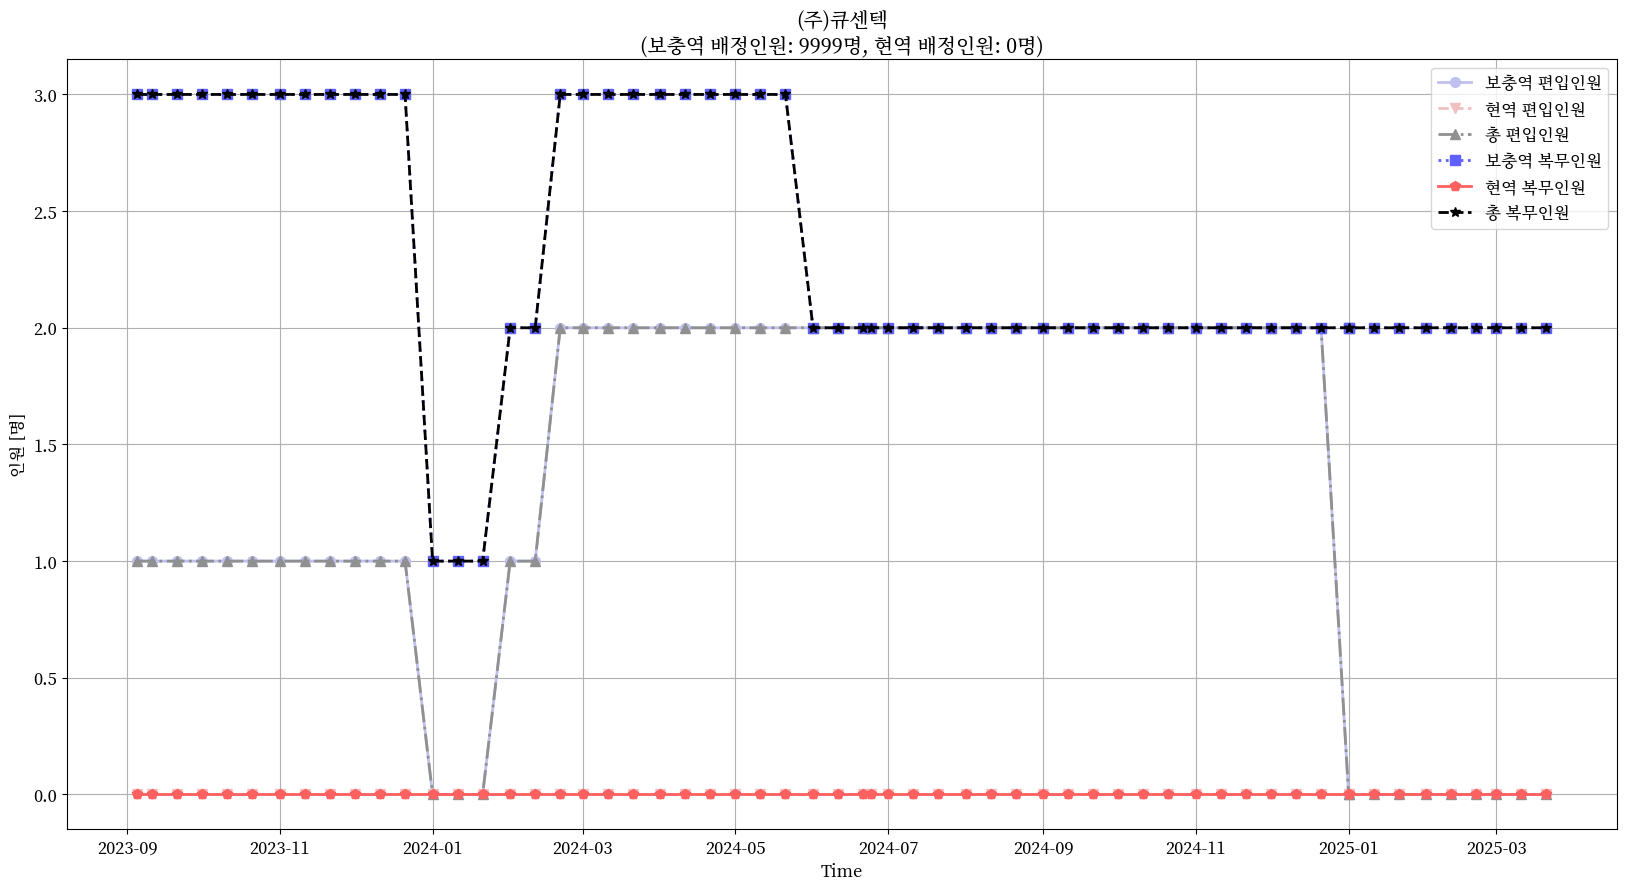 (주)큐센텍
(보충역 배정인원: 9999명, 현역 배정인원: 0명)
보충역 편입인원
현역 편입인원
총 편입인원
보충역 복무인원
현역 복무인원
총 복무인원
3.0
2.5
2.0
1.5
1.0
0.5
0.0
인원 [명]
2023-09
2023-11
2024-01
2024-03
2024-05
2024-07
2024-09
2024-11
2025-01
2025-03
Time